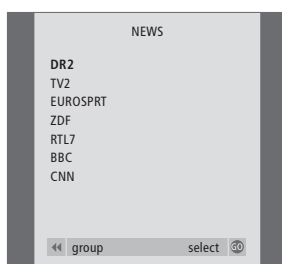 NEWS
DR2
TV2
EUROSPRT
ZDF
RTL7
BBC
CNN
group select GO